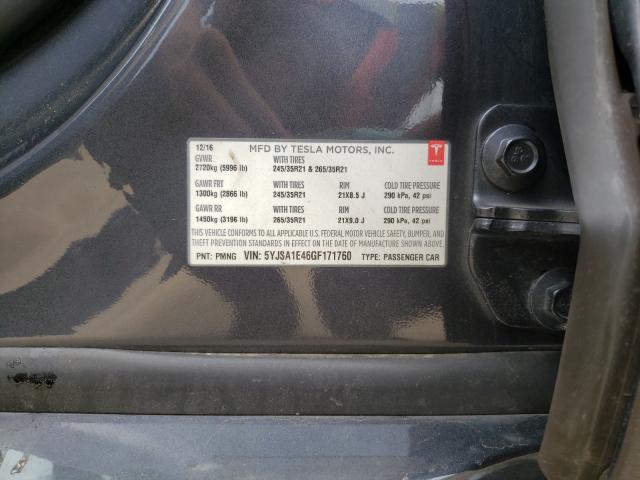 12/16 MFD BY TESLA MOTORS, INC.
GVWR WITH TIRES
2720kg (5996 lb) 245/35R21 & 265/35R21
TESLA
GAWR FRT WITH TIRES RIM COLD TIRE PRESSURE
1300kg (2866 lb) 245/35R21 21X8.5 J 290 kPa, 42 psi
GAWR RR WITH TIRES RIM COLD TIRE PRESSURE
1450kg (3196 lb) 265/35R21 21X9.0 J 290 kPa, 42 psi
THIS VEHICLE CONFORMS TO ALL APPLICABLE U.S. FEDERAL MOTOR VEHICLE SAFETY, BUMPER, AND
THEFT PREVENTION STANDARDS IN EFFECT ON THE DATE OF MANUFACTURE SHOWN ABOVE.
PNT: PMNG VIN: 5YJSA1E46GF171760 TYPE: PASSENGER CAR